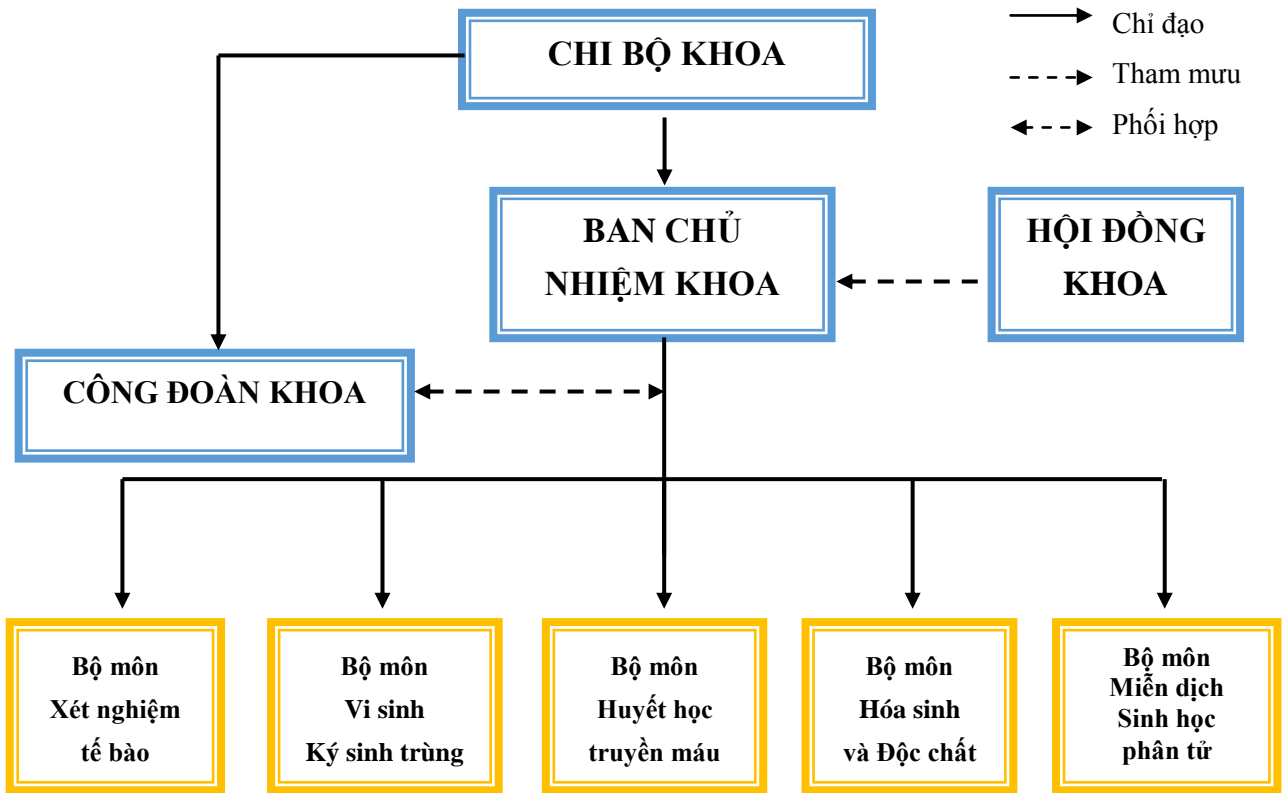 CHI BỘ KHOA
Chỉ đạo
Tham mưu
Phối hợp
BAN CHỦ
NHIỆM KHOA
HỘI ĐỒNG
KHOA
CÔNG ĐOÀN KHOA
Bộ môn
Xét nghiệm
tế bào
Bộ môn
Vi sinh
Ký sinh trùng
Bộ môn
Huyết học
truyền máu
Bộ môn
Hóa sinh
và Độc chất
Bộ môn
Miễn dịch
Sinh học
phân tử